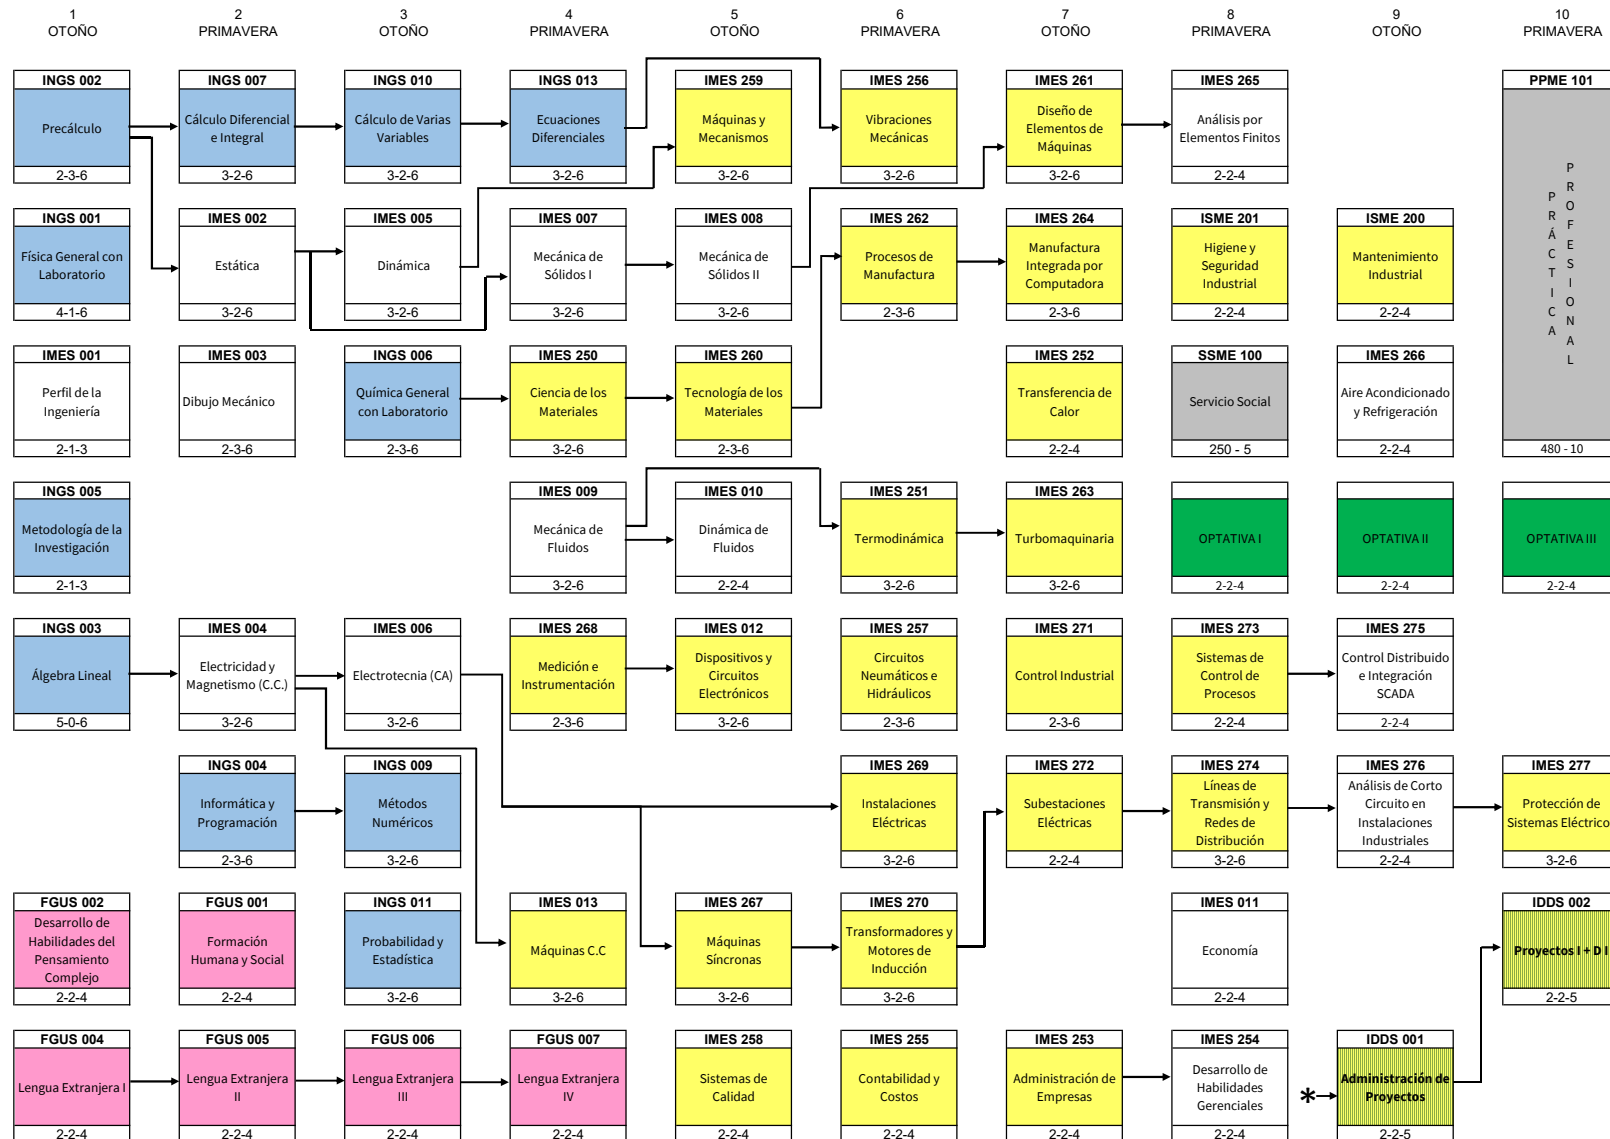 1 2 3 4 5 6 7 8 9 10
OTOÑO PRIMAVERA OTOÑO PRIMAVERA OTOÑO PRIMAVERA OTOÑO PRIMAVERA OTOÑO PRIMAVERA
INGS 002
Precálculo
2-3-6
INGS 007
Cálculo Diferencial
e Integral
3-2-6
INGS 010
Cálculo de Varias
Variables
3-2-6
INGS 013
Ecuaciones
Diferenciales
3-2-6
IMES 259
Máquinas y
Mecanismos
3-2-6
IMES 256
Vibraciones
Mecánicas
3-2-6
IMES 261
Diseño de
Elementos de
Máquinas
3-2-6
IMES 265
Análisis por
Elementos Finitos
2-2-4
PPME 101
PRÁCTICA
PROFESIONAL
480 - 10
INGS 001
Física General con
Laboratorio
4-1-6
IMES 002
Estática
3-2-6
IMES 005
Dinámica
3-2-6
IMES 007
Mecánica de
Sólidos I
3-2-6
IMES 008
Mecánica de
Sólidos II
3-2-6
IMES 262
Procesos de
Manufactura
2-3-6
IMES 264
Manufactura
Integrada por
Computadora
2-3-6
ISME 201
Higiene y
Seguridad
Industrial
2-2-4
ISME 200
Mantenimiento
Industrial
2-2-4
IMES 001
Perfil de la
Ingeniería
2-1-3
IMES 003
Dibujo Mecánico
2-3-6
INGS 006
Química General
con Laboratorio
2-3-6
IMES 250
Ciencia de los
Materiales
3-2-6
IMES 260
Tecnología de los
Materiales
2-3-6
IMES 252
Transferencia de
Calor
2-2-4
SSME 100
Servicio Social
250 - 5
IMES 266
Aire Acondicionado
y Refrigeración
2-2-4
INGS 005
Metodología de la
Investigación
2-1-3
IMES 009
Mecánica de
Fluidos
3-2-6
IMES 010
Dinámica de
Fluidos
2-2-4
IMES 251
Termodinámica
3-2-6
IMES 263
Turbomaquinaria
3-2-6
OPTATIVA I
2-2-4
OPTATIVA II
2-2-4
OPTATIVA III
2-2-4
INGS 003
Álgebra Lineal
5-0-6
IMES 004
Electricidad y
Magnetismo (C.C.)
3-2-6
IMES 006
Electrotecnia (CA)
3-2-6
IMES 268
Medición e
Instrumentación
2-3-6
IMES 012
Dispositivos y
Circuitos
Electrónicos
3-2-6
IMES 257
Circuitos
Neumáticos e
Hidráulicos
2-3-6
IMES 271
Control Industrial
2-3-6
IMES 273
Sistemas de
Control de
Procesos
2-2-4
IMES 275
Control Distribuido
e Integración
SCADA
2-2-4
INGS 004
Informática y
Programación
2-3-6
INGS 009
Métodos
Numéricos
3-2-6
IMES 269
Instalaciones
Eléctricas
3-2-6
IMES 272
Subestaciones
Eléctricas
2-2-4
IMES 274
Líneas de
Transmisión y
Redes de
Distribución
3-2-6
IMES 276
Análisis de Corto
Circuito en
Instalaciones
Industriales
2-2-4
IMES 277
Protección de
Sistemas Eléctrico
3-2-6
FGUS 002
Desarrollo de
Habilidades del
Pensamiento
Complejo
2-2-4
FGUS 001
Formación
Humana y Social
2-2-4
INGS 011
Probabilidad y
Estadística
3-2-6
IMES 013
Máquinas C.C
3-2-6
IMES 267
Máquinas
Síncronas
3-2-6
IMES 270
Transformadores y
Motores de
Inducción
3-2-6
IMES 011
Economía
2-2-4
IDDS 002
Proyectos I + D I
2-2-5
FGUS 004
Lengua Extranjera I
2-2-4
FGUS 005
Lengua Extranjera
II
2-2-4
FGUS 006
Lengua Extranjera
III
2-2-4
FGUS 007
Lengua Extranjera
IV
2-2-4
IMES 258
Sistemas de
Calidad
2-2-4
IMES 255
Contabilidad y
Costos
2-2-4
IMES 253
Administración de
Empresas
2-2-4
IMES 254
Desarrollo de
Habilidades
Gerenciales
2-2-4
*
IDDS 001
Administración de
Proyectos
2-2-5